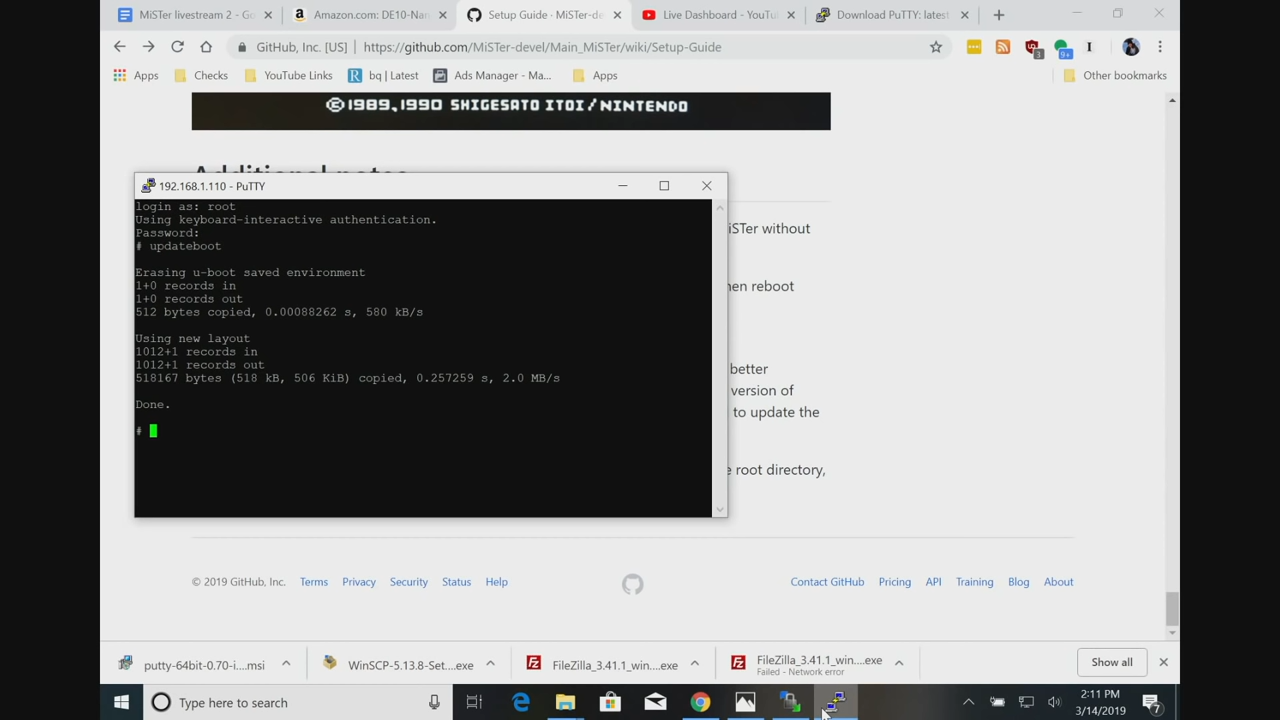 MiSTer livestream 2 - Go
Amazon.com: DE10-Nan
Setup Guide · MiSTer-de
Live Dashboard - YouTu
Download PuTTY: latest
GitHub, Inc. [US] | https://github.com/MiSTer-devel/Main_MiSTer/wiki/Setup-Guide
3
9+
I
Apps
Checks
YouTube Links
R
bq | Latest
Ads Manager - Ma...
Apps
Other bookmarks
©1989,1990 SHIGESATO ITOI/NINTENDO
Additional notes
192.168.1.110 - PuTTY
login as: root
Using keyboard-interactive authentication.
Password:
# updateboot
Erasing u-boot saved environment
1+0 records in
1+0 records out
512 bytes copied, 0.00088262 s, 580 kB/s
Using new layout
1012+1 records in
1012+1 records out
518167 bytes (518 kB, 506 KiB) copied, 0.257259 s, 2.0 MB/s
Done.
#
iSTer without
en reboot
better
version of
to update the
e root directory,
© 2019 GitHub, Inc.
Terms
Privacy
Security
Status
Help
Contact GitHub
Pricing
API
Training
Blog
About
putty-64bit-0.70-i....msi
WinSCP-5.13.8-Set....exe
FileZilla_3.41.1_win....exe
FileZilla_3.41.1_win....exe
Failed - Network error
Show all
Type here to search
2:11 PM
3/14/2019
7